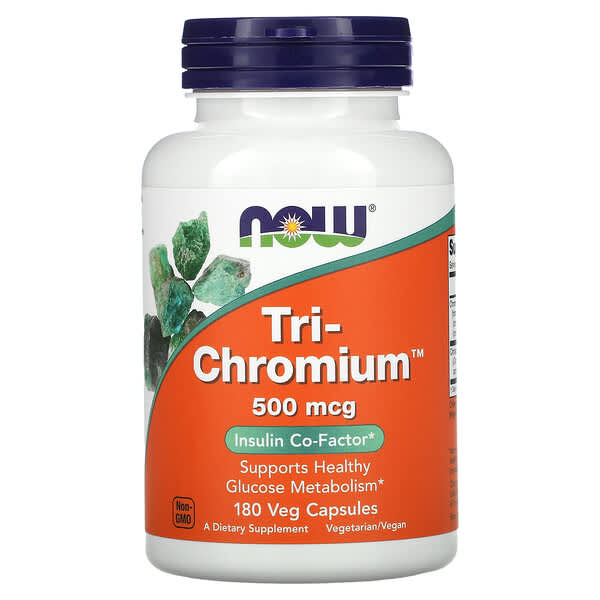 NOW®
Tri-
Chromium™
500 mcg
Insulin Co-Factor*
Supports Healthy
Glucose Metabolism*
180 Veg Capsules
Non-
GMO
A Dietary Supplement Vegetarian/Vegan